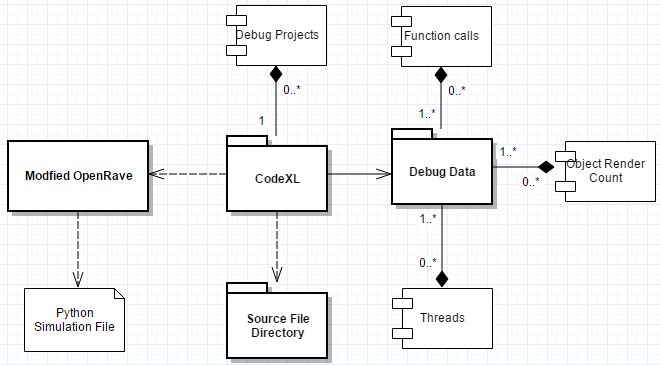 Debug Projects
Function calls
0..*
0..*
1
1..*
1..*
Object Render
Count
0..*
Modfied OpenRave
CodeXL
Debug Data
1..*
0..*
Python
Simulation File
Source File
Directory
Threads